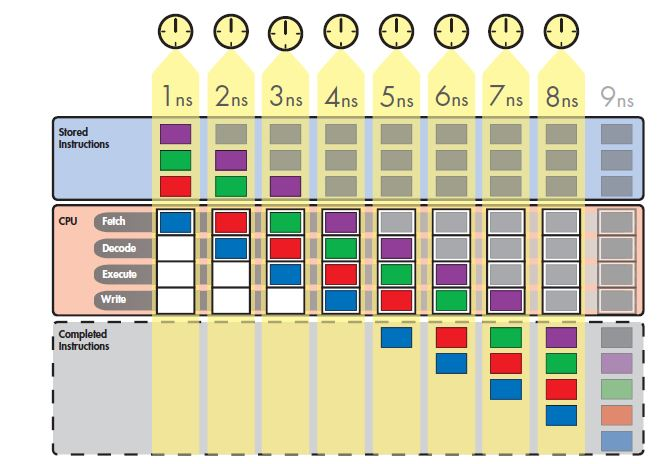 1ns 2ns 3ns 4ns 5ns 6ns 7ns 8ns 9ns
Stored
Instructions
CPU
Fetch
Decode
Execute
Write
Completed
Instructions